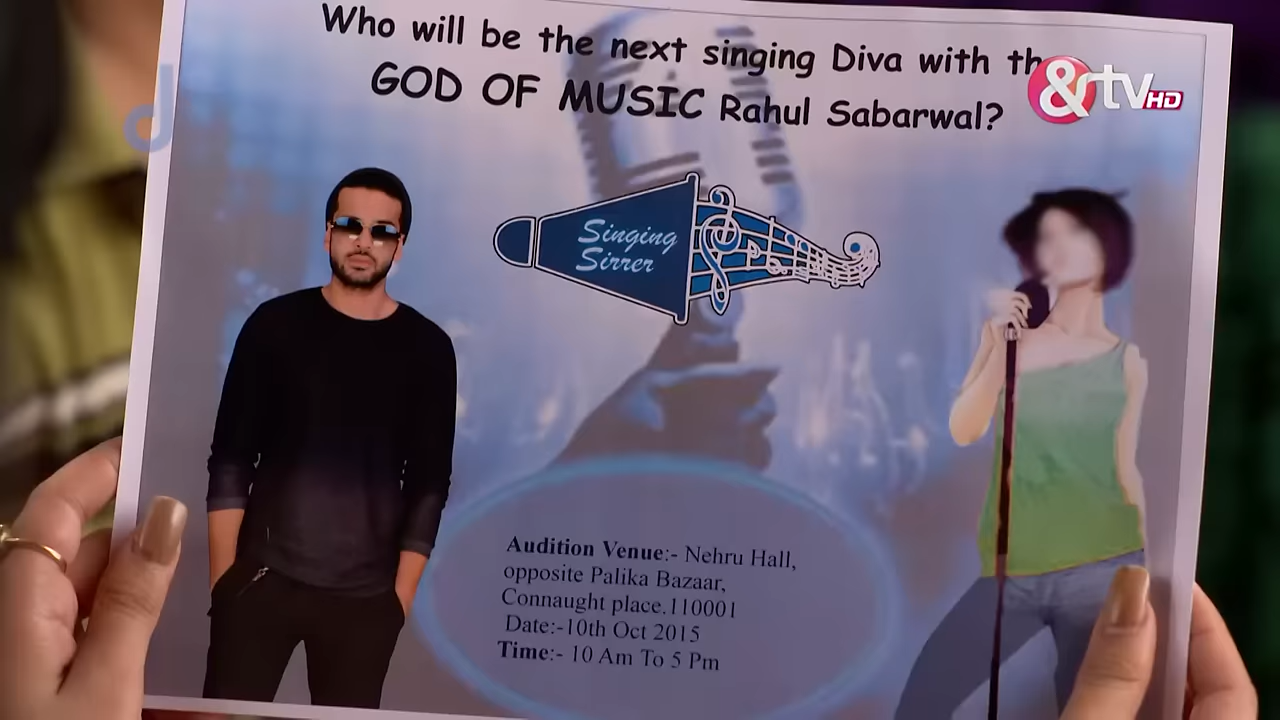 Who will be the next singing Diva with th
GOD OF MUSIC Rahul Sabarwal?
&tv HD
Singing
Sirrer
Audition Venue:- Nehru Hall,
opposite Palika Bazaar,
Connaught place.110001
Date:-10th Oct 2015
Time:- 10 Am To 5 Pm